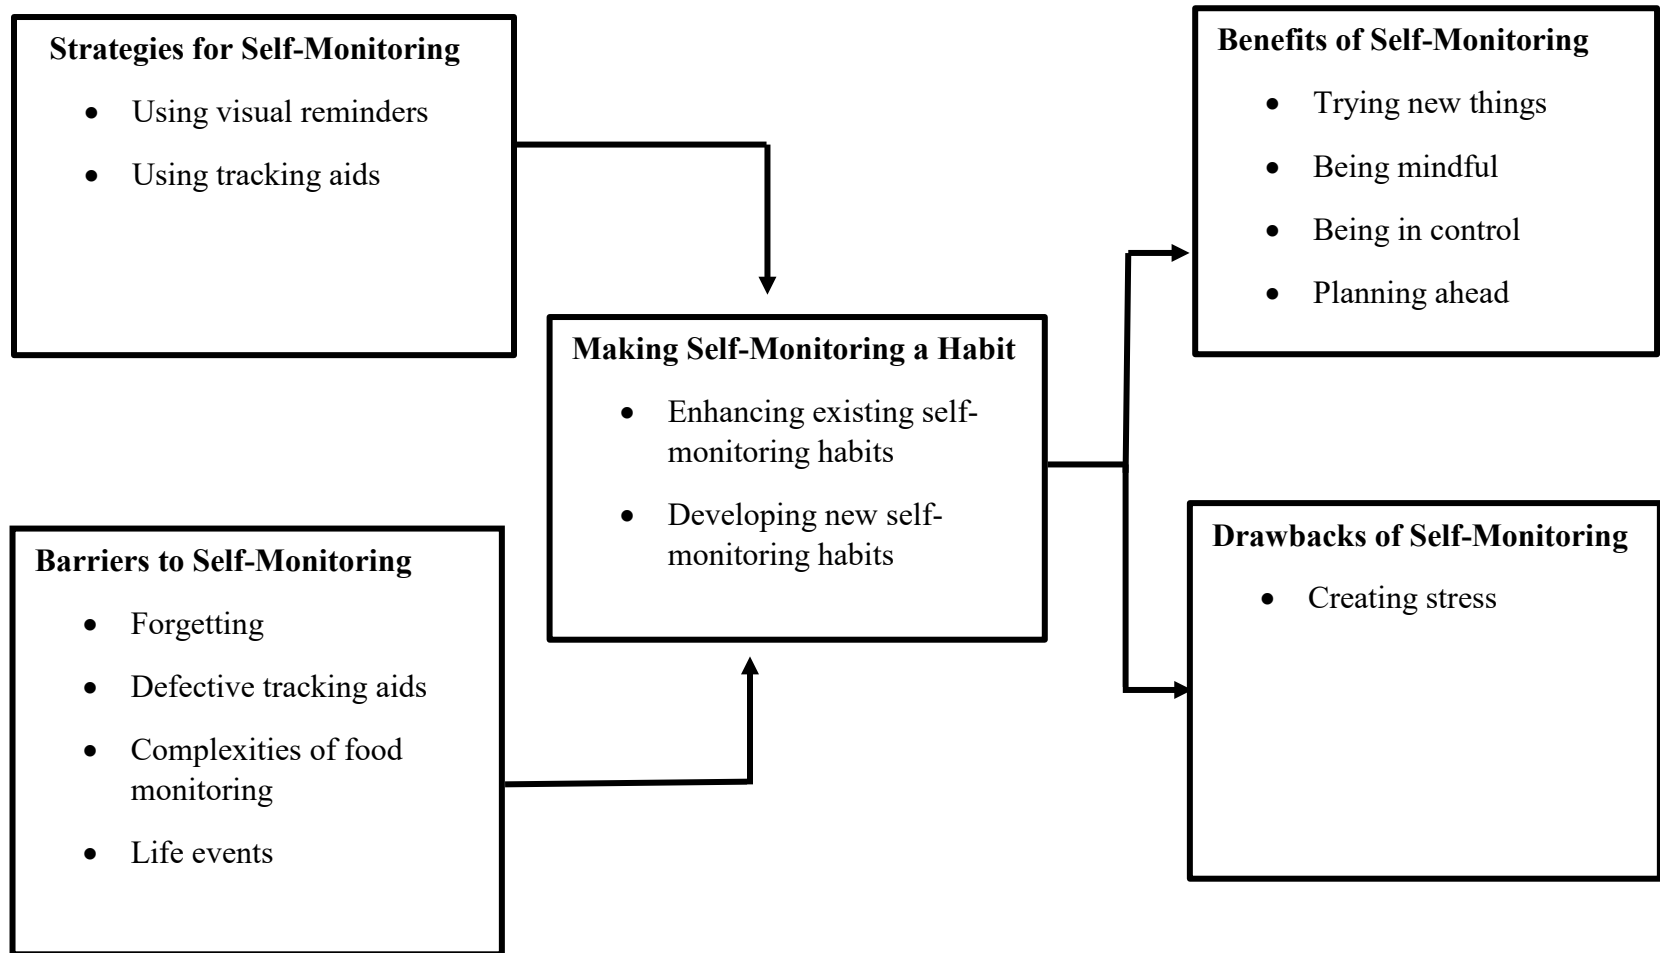 Strategies for Self-Monitoring
• Using visual reminders
• Using tracking aids
Barriers to Self-Monitoring
• Forgetting
• Defective tracking aids
• Complexities of food
monitoring
• Life events
Making Self-Monitoring a Habit
• Enhancing existing self-
monitoring habits
• Developing new self-
monitoring habits
Benefits of Self-Monitoring
• Trying new things
• Being mindful
• Being in control
• Planning ahead
Drawbacks of Self-Monitoring
• Creating stress